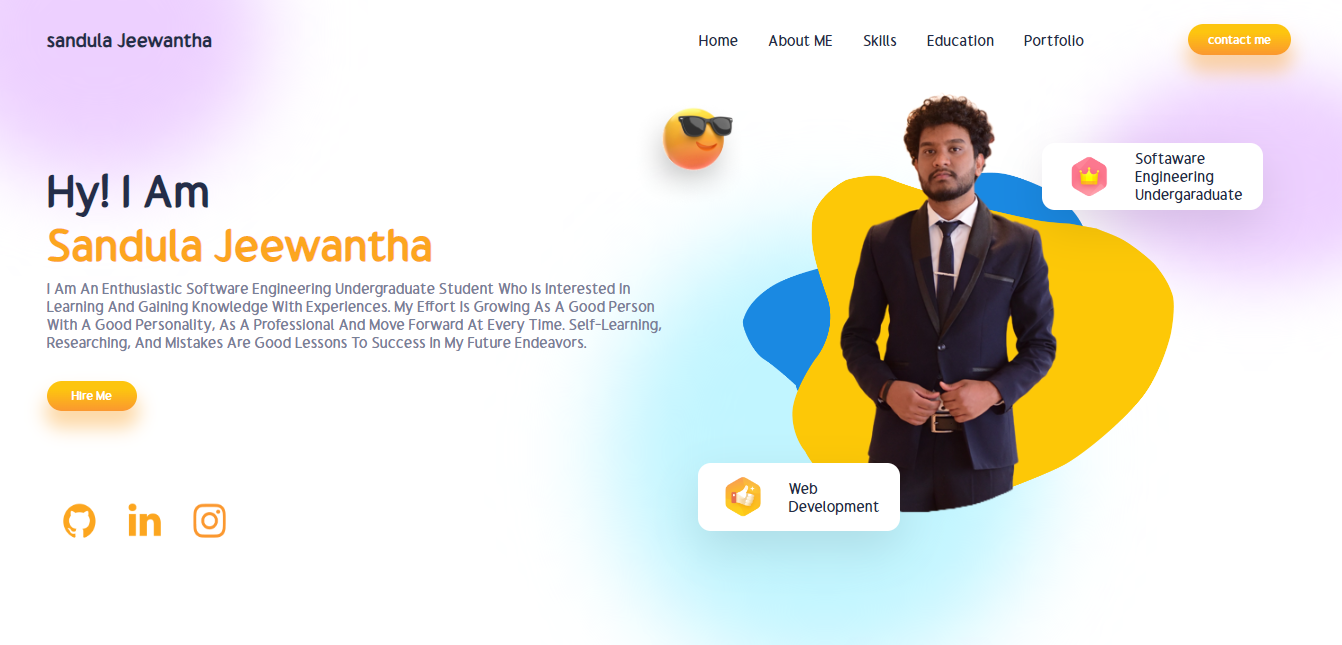 sandula Jeewantha
Home About ME Skills Education Portfolio
contact me
Hy! I Am
Sandula Jeewantha
I Am An Enthusiastic Software Engineering Undergraduate Student Who Is Interested In
Learning And Gaining Knowledge With Experiences. My Effort Is Growing As A Good Person
With A Good Personality, As A Professional And Move Forward At Every Time. Self-Learning,
Researching, And Mistakes Are Good Lessons To Success In My Future Endeavors.
Hire Me
Softaware
Engineering
Undergaraduate
Web
Development
in